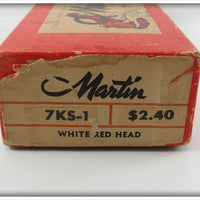 Martin
7KS-1 $2.40
WHITE RED HEAD